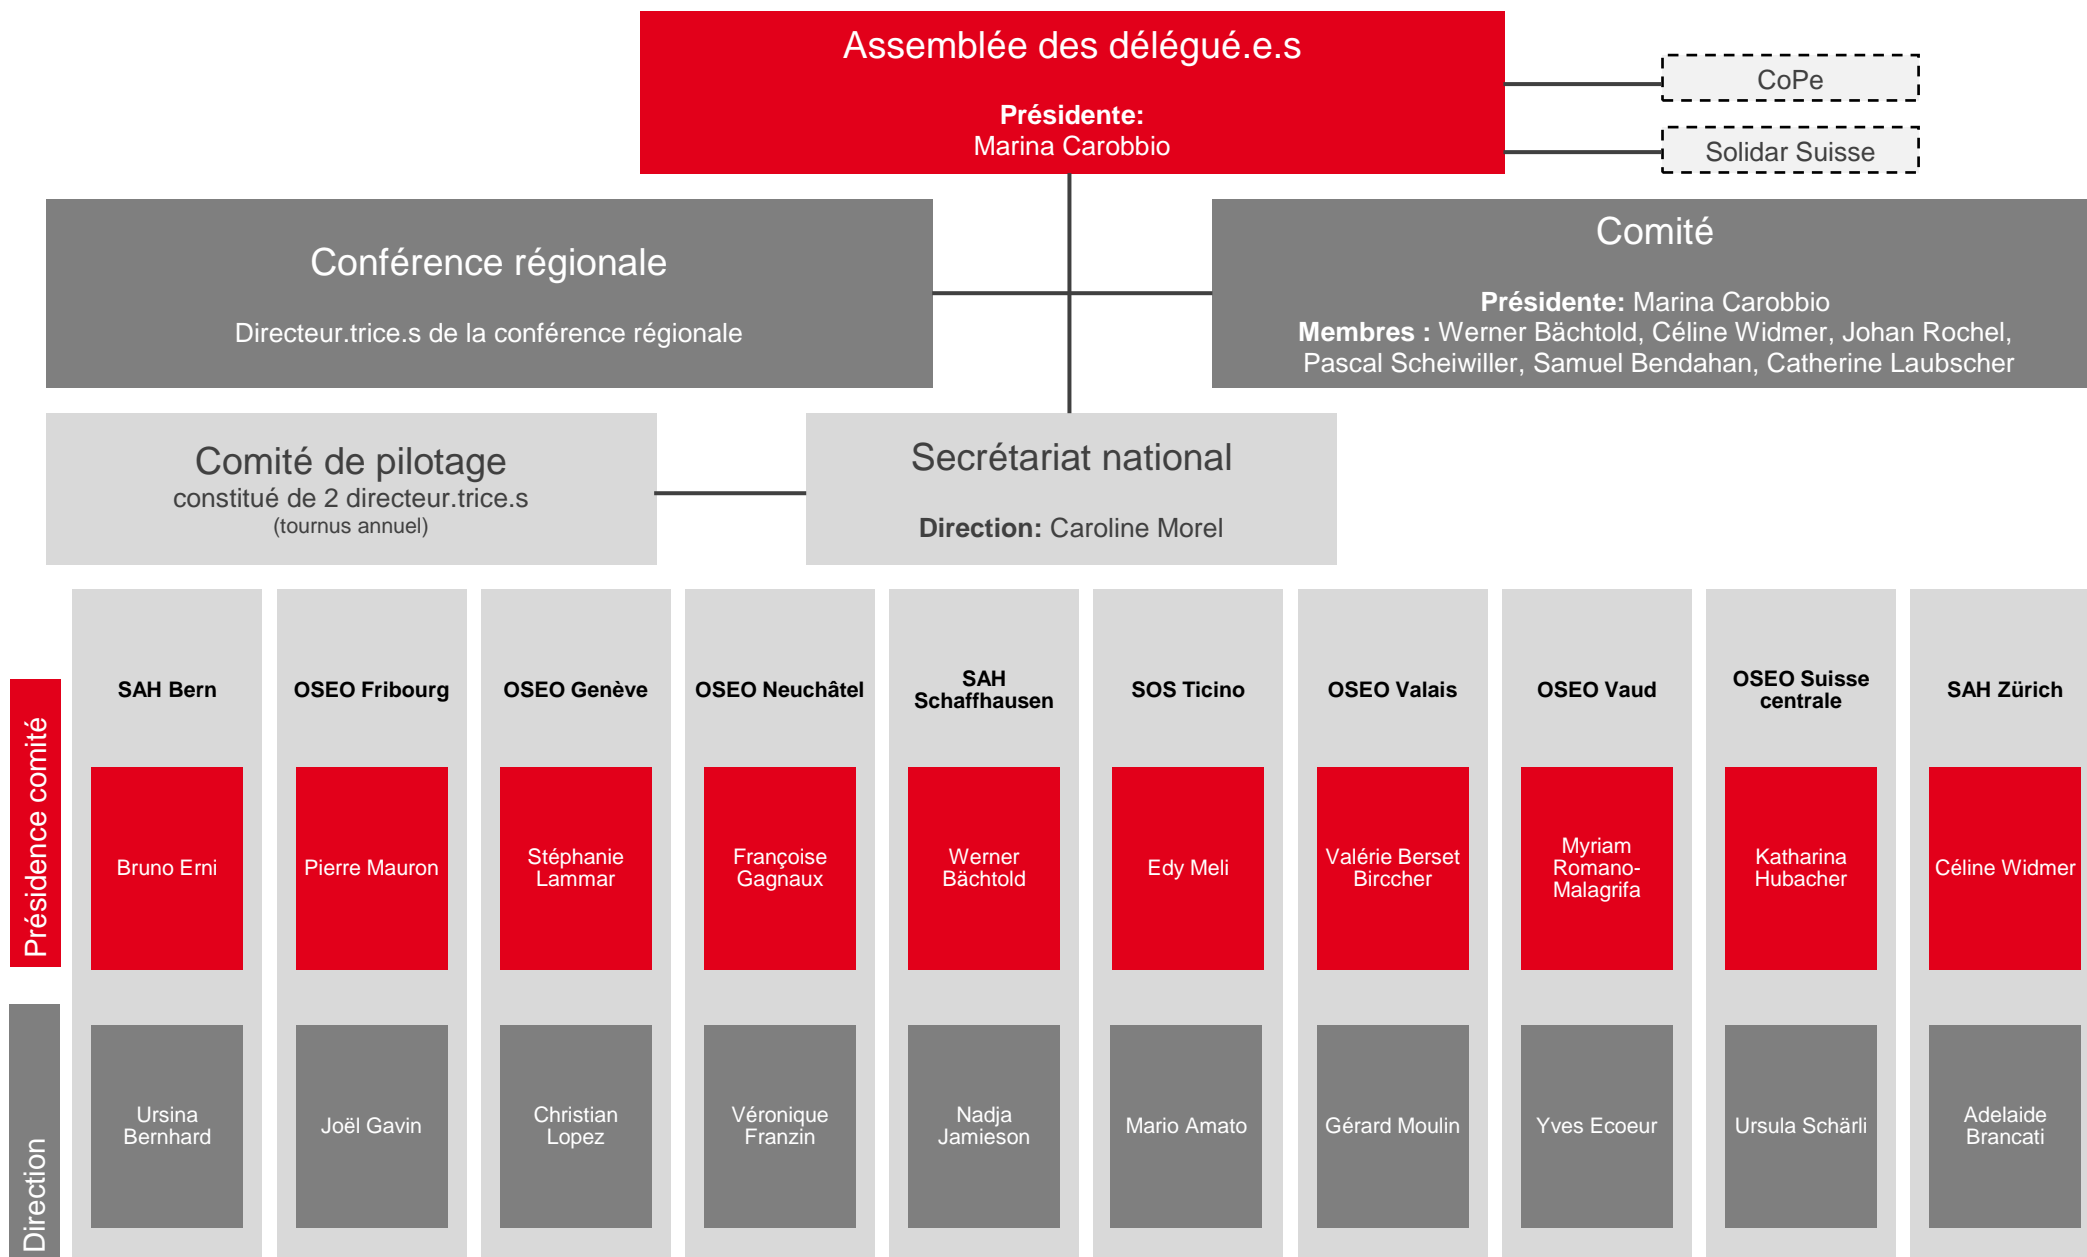 Assemblée des délégué.e.s
Présidente:
Marina Carobbio
CoPe
Solidar Suisse
Conférence régionale
Directeur.trice.s de la conférence régionale
Comité
Présidente: Marina Carobbio
Membres : Werner Bächtold, Céline Widmer, Johan Rochel,
Pascal Scheiwiller, Samuel Bendahan, Catherine Laubscher
Comité de pilotage
constitué de 2 directeur.trice.s
(tournus annuel)
Secrétariat national
Direction: Caroline Morel
SAH Bern
OSEO Fribourg
OSEO Genève
OSEO Neuchâtel
SAH
Schaffhausen
SOS Ticino
OSEO Valais
OSEO Vaud
OSEO Suisse
centrale
SAH Zürich
Présidence comité
Bruno Erni
Pierre Mauron
Stéphanie
Lammar
Françoise
Gagnaux
Werner
Bächtold
Edy Meli
Valérie Berset
Birccher
Myriam
Romano-
Malagrifa
Katharina
Hubacher
Céline Widmer
Direction
Ursina
Bernhard
Joël Gavin
Christian
Lopez
Véronique
Franzin
Nadja
Jamieson
Mario Amato
Gérard Moulin
Yves Ecoeur
Ursula Schärli
Adelaide
Brancati